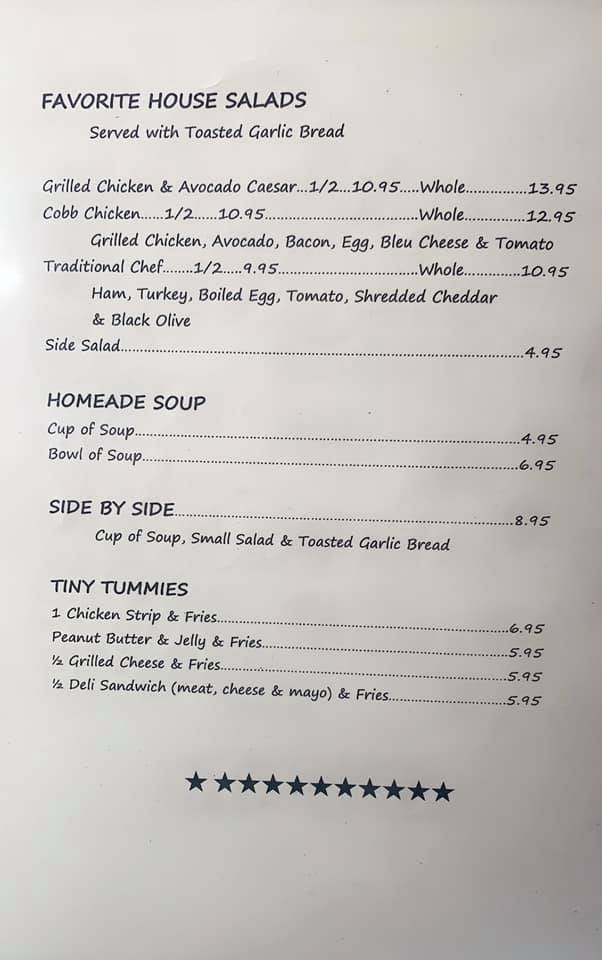 FAVORITE HOUSE SALADS
Served with Toasted Garlic Bread
Grilled Chicken & Avocado Caesar...1/2...10.95.....Whole...............13.95
Cobb Chicken......1/2......10.95......................................Whole...............12.95
Grilled Chicken, Avocado, Bacon, Egg, Bleu Cheese & Tomato
Traditional Chef........1/2.....9.95...................................Whole..............10.95
Ham, Turkey, Boiled Egg, Tomato, Shredded Cheddar
& Black Olive
Side Salad.....................................................................................................4.95
HOMEADE SOUP
Cup of Soup................................................................................................4.95
Bowl of Soup..............................................................................................6.95
SIDE BY SIDE.....................................................................................8.95
Cup of Soup, Small Salad & Toasted Garlic Bread
TINY TUMMIES
1 Chicken Strip & Fries.........................................................................6.95
Peanut Butter & Jelly & Fries.............................................................5.95
½ Grilled Cheese & Fries.......................................................................5.95
½ Deli Sandwich (meat, cheese & mayo) & Fries.............................5.95
★ ★★★★★★★★★★